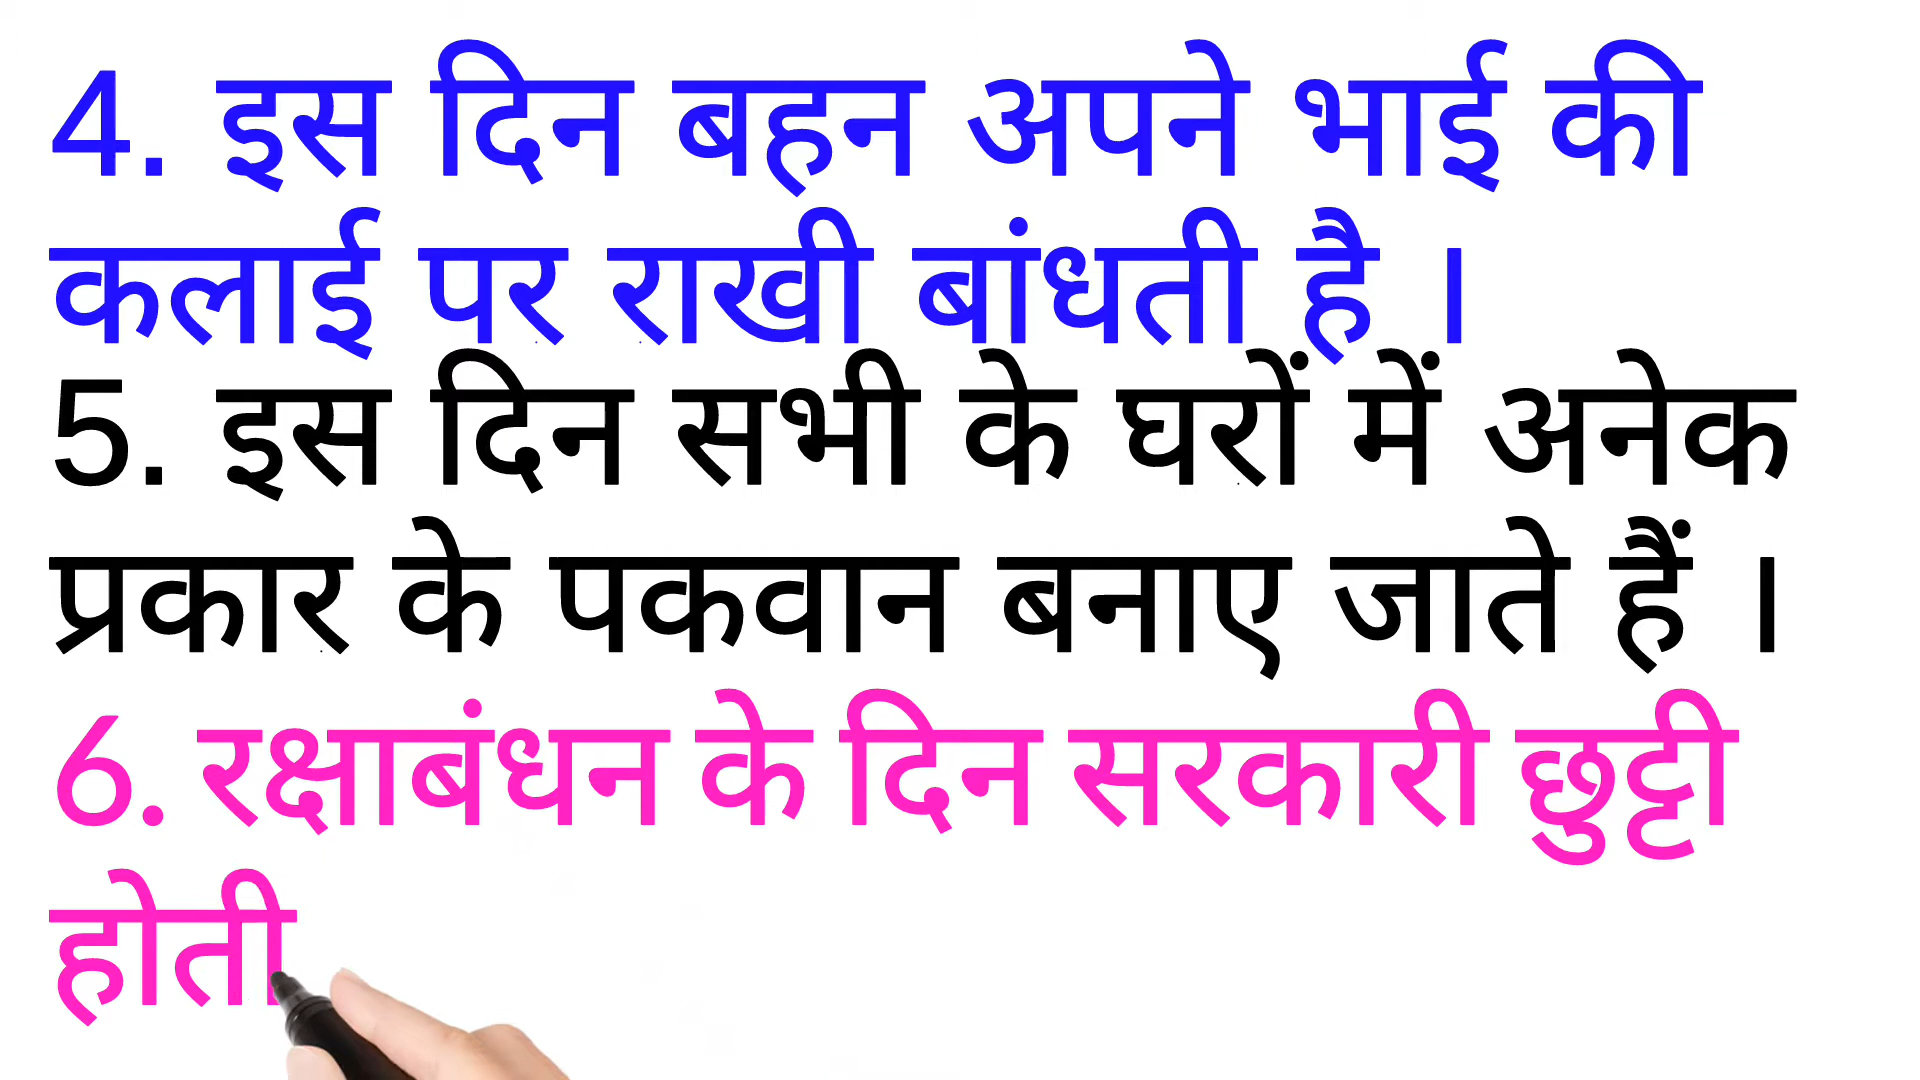 4. इस दिन बहन अपने भाई की
कलाई पर राखी बांधती है ।
5. इस दिन सभी के घरों में अनेक
प्रकार के पकवान बनाए जाते हैं ।
6. रक्षाबंधन के दिन सरकारी छुट्टी
होती